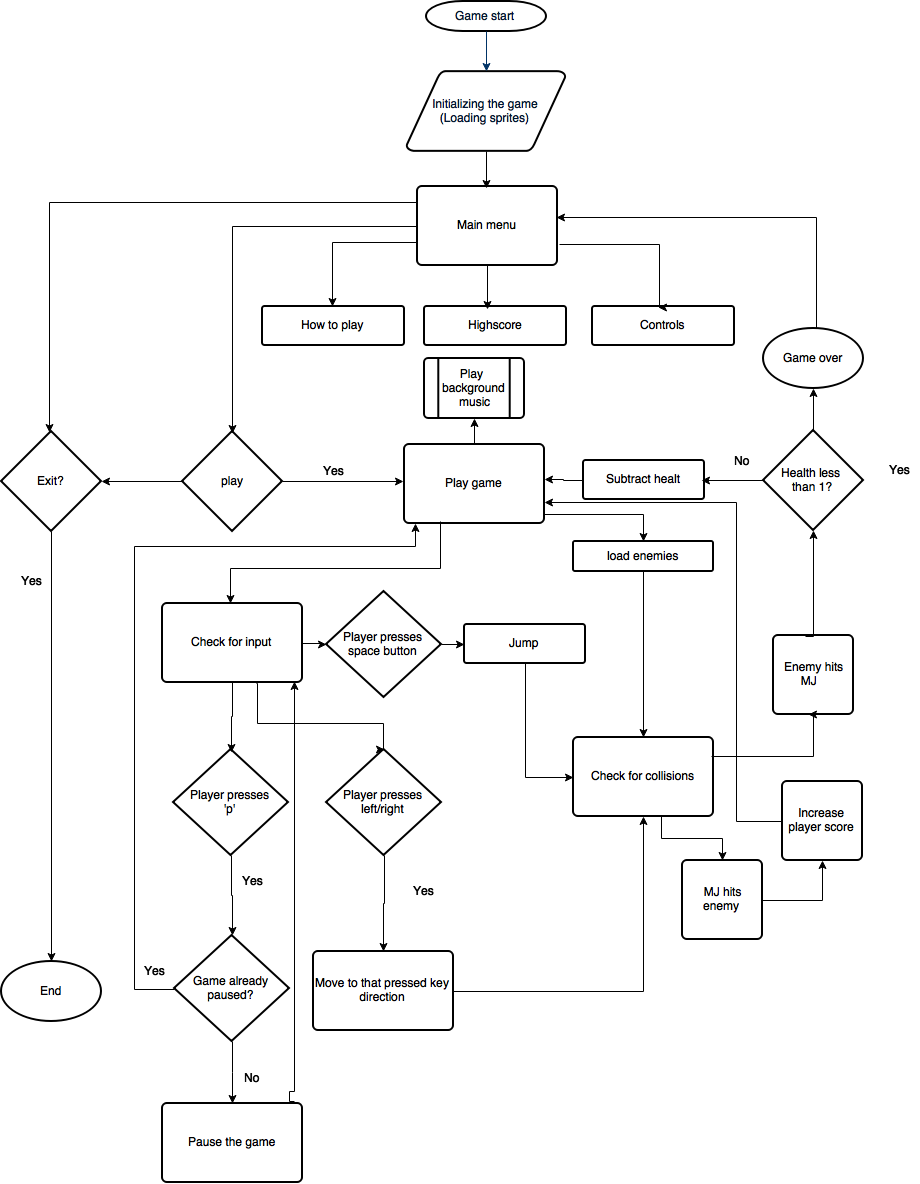 Game start
Initializing the game
(Loading sprites)
Main menu
How to play
Highscore
Controls
Game over
Play
background
music
Exit?
play
Yes
Play game
Subtract healt
No
Health less
than 1?
Yes
load enemies
Yes
Check for input
Player presses
space button
Jump
Enemy hits
MJ
Check for collisions
Player presses
'p'
Player presses
left/right
Increase
player score
Yes
Yes
MJ hits
enemy
Yes
Game already
paused?
Move to that pressed key
direction
End
No
Pause the game